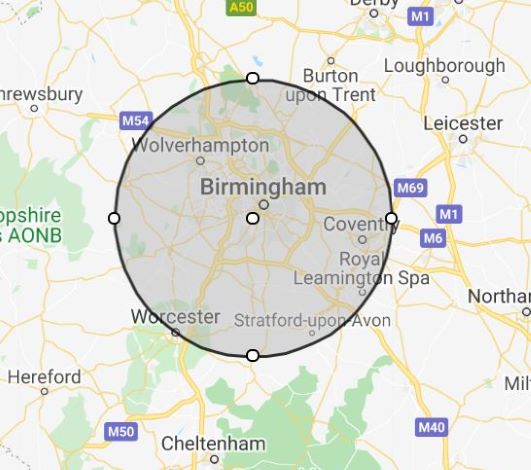 A50
Derby
M1
Loughborough
Burton
upon Trent
hrewsbury
M54
Leicester
Wolverhampton
M69
Birmingham
M1
opshire
s AONB
Coventry
M6
Royal
Leamington Spa
Northa
Worcester
Stratford-upon-Avon
Hereford
Milt
M50
M40
Cheltenham